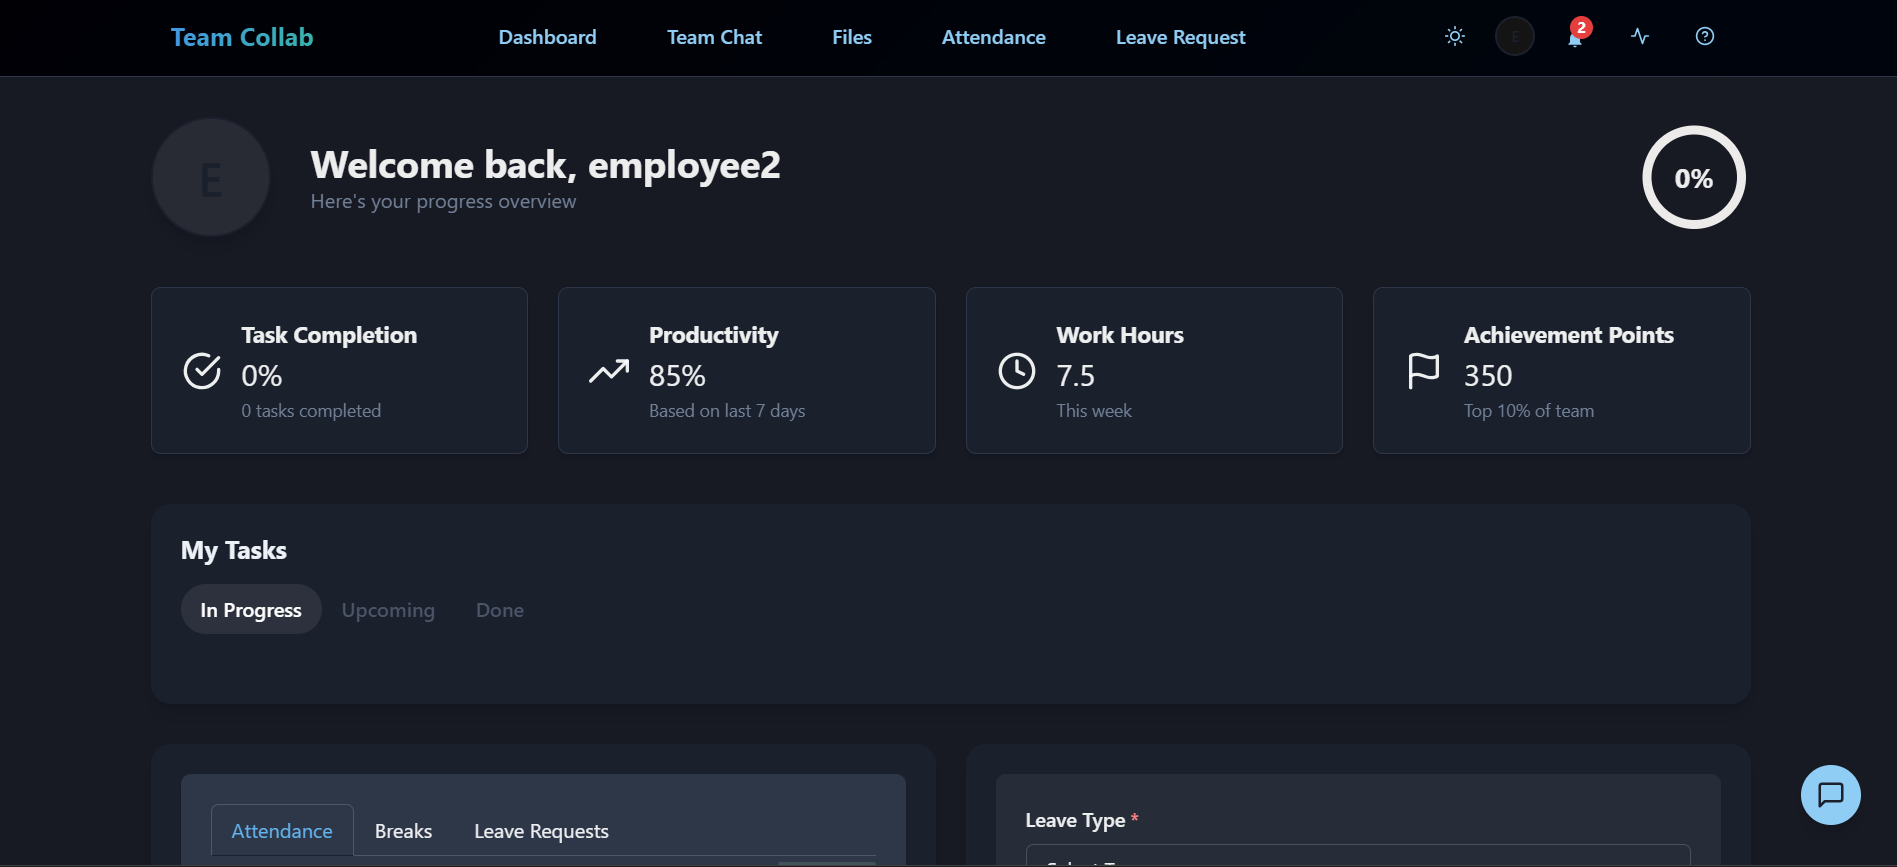 Team Collab
Dashboard
Team Chat
Files
Attendance
Leave Request
E
2
E
Welcome back, employee2
Here's your progress overview
0%
Task Completion
0%
0 tasks completed
Productivity
85%
Based on last 7 days
Work Hours
7.5
This week
Achievement Points
350
Top 10% of team
My Tasks
In Progress
Upcoming
Done
Attendance
Breaks
Leave Requests
Leave Type *